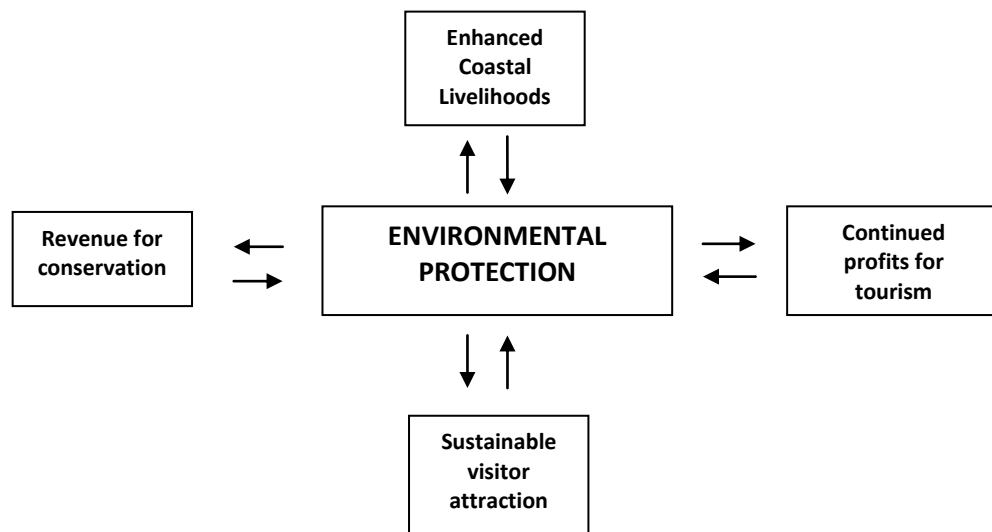 Enhanced
Coastal
Livelihoods
Revenue for
conservation
ENVIRONMENTAL
PROTECTION
Continued
profits for
tourism
Sustainable
visitor
attraction